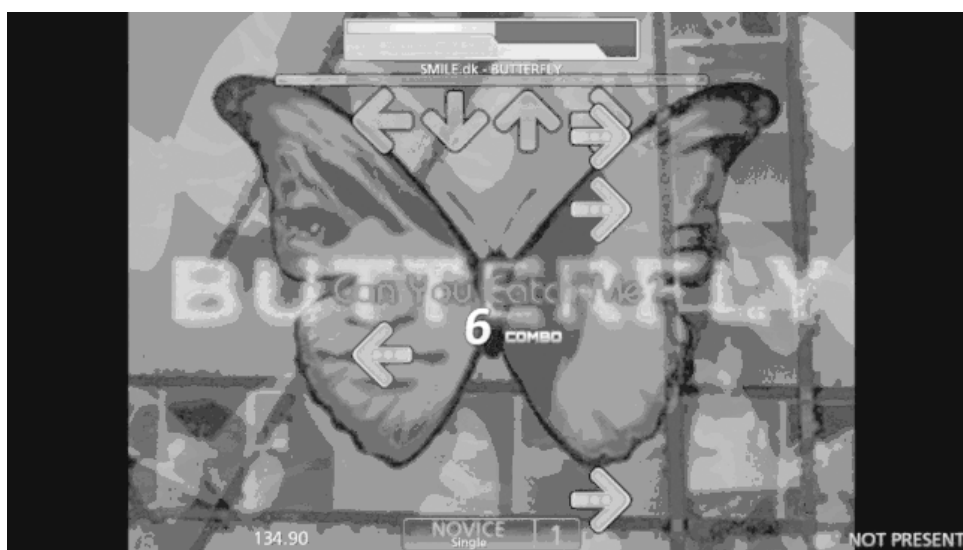 SMILE.dk - BUTTERFLY
BUTTERFLY
Can You Catch Me?
6 COMBO
134.90
NOVICE 1
Single
NOT PRESENT